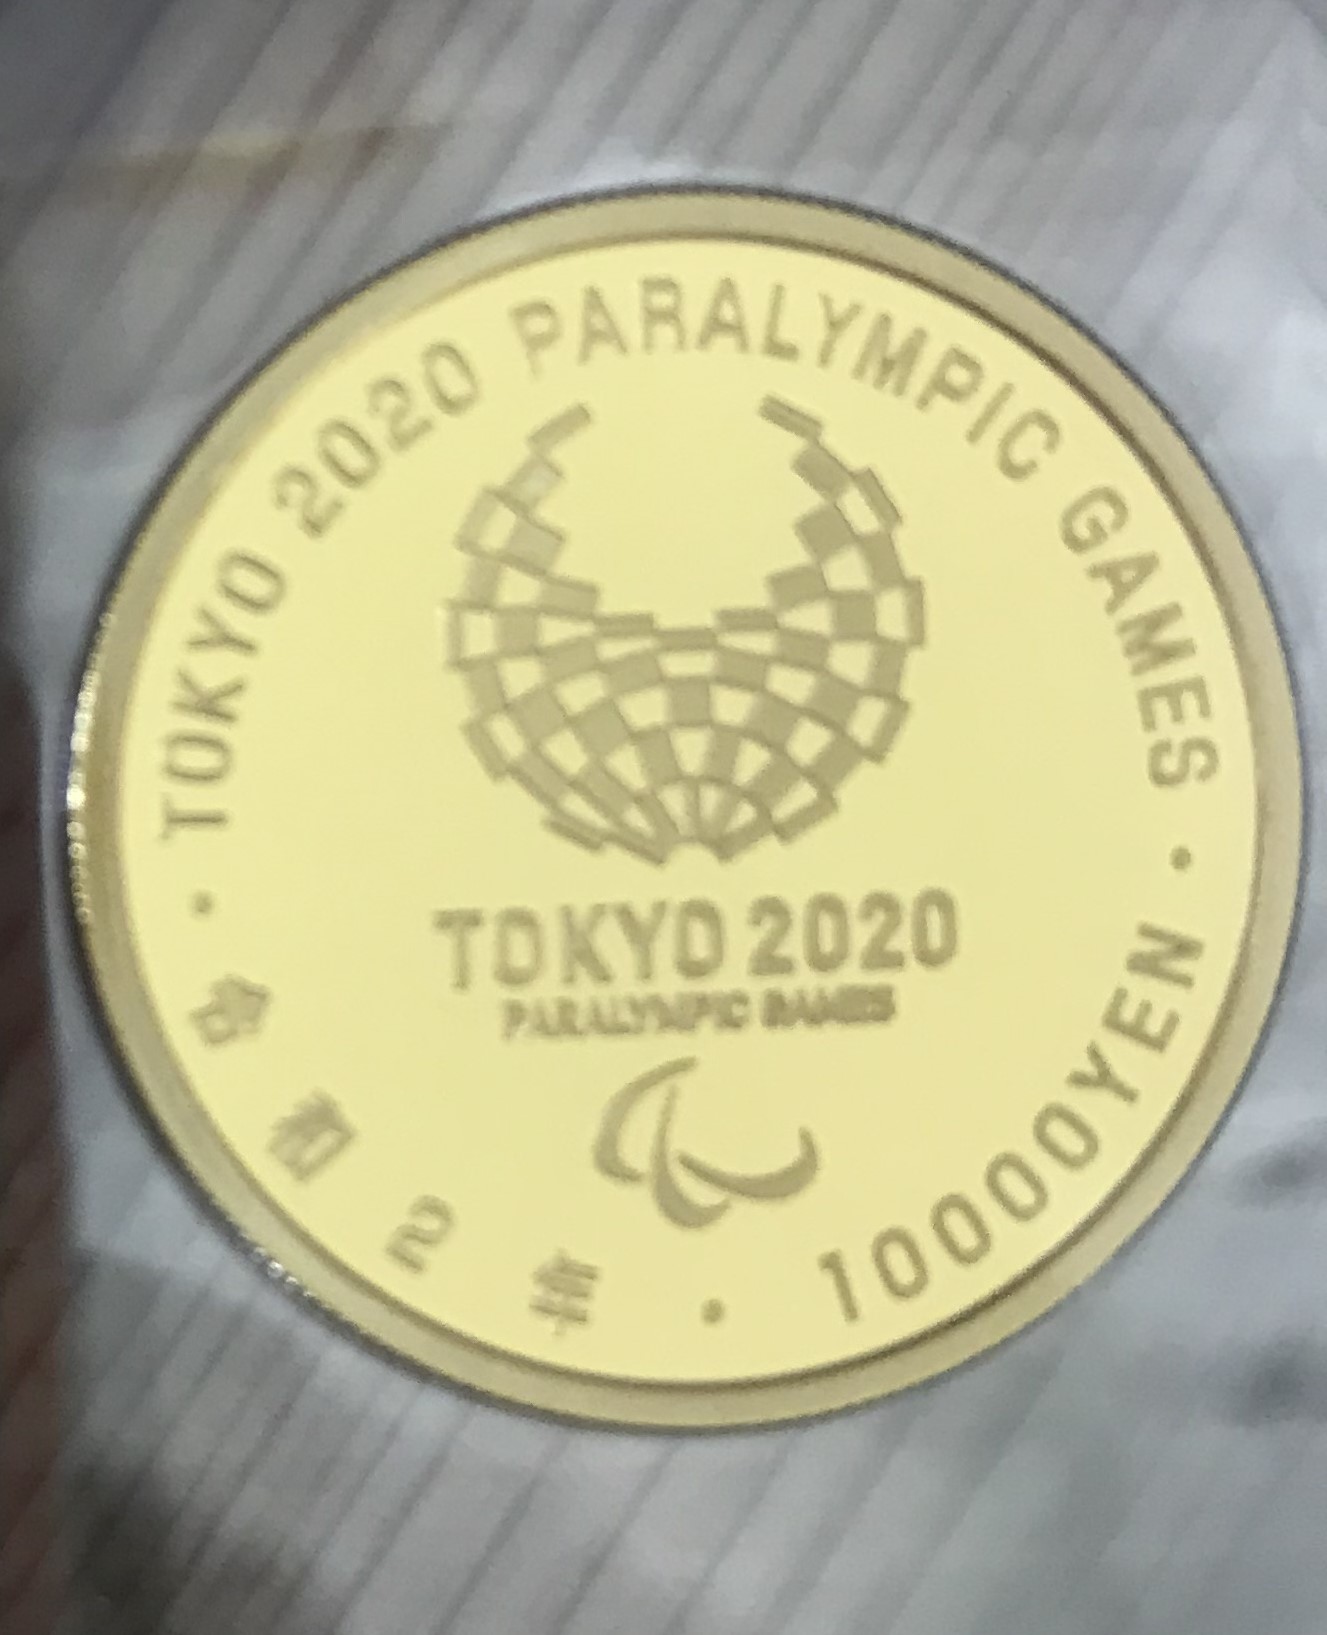 TOKYO 2020 PARALYMPIC GAMES
TOKYO 2020
PARALYMPIC GAMES
令和2年・10000YEN・